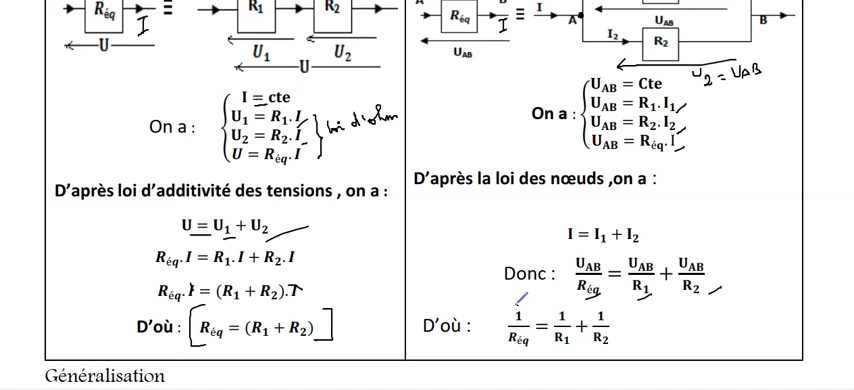 Réq I ≡ R1 R2
U U1 U2
U
On a :
I = cte
U1 = R1.I
U2 = R2.I
U = Réq.I
loi d'ohm
D'après loi d'additivité des tensions , on a :
U = U1 + U2
Réq.I = R1.I + R2.I
Réq.I = (R1 + R2).I
D'où : [Réq = (R1 + R2)]
Réq I ≡ I A UAB B
UAB I2 R2
U2 = UAB
On a :
UAB = Cte
UAB = R1.I1
UAB = R2.I2
UAB = Réq.I
D'après la loi des nœuds ,on a :
I = I1 + I2
Donc : UAB/Réq = UAB/R1 + UAB/R2
D'où : 1/Réq = 1/R1 + 1/R2
Généralisation